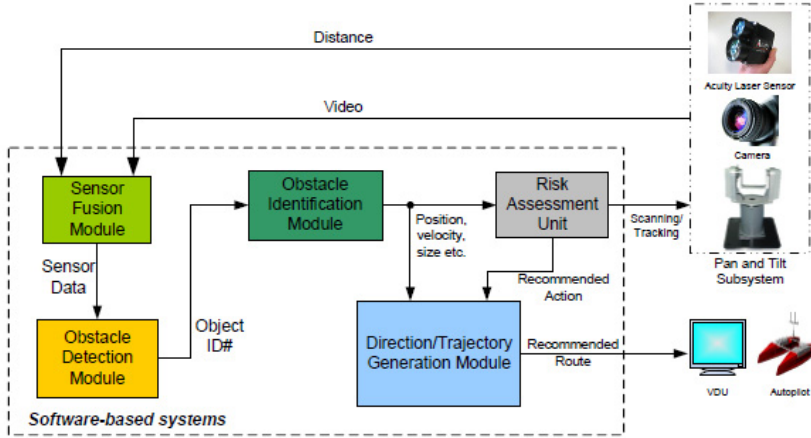 Distance
Acuity Laser Sensor
Video
Camera
Sensor
Fusion
Module
Obstacle
Identification
Module
Risk
Assessment
Unit
Position,
velocity,
size etc.
Scanning/
Tracking
Pan and Tilt
Subsystem
Sensor
Data
Recommended
Action
Obstacle
Detection
Module
Object
ID#
Direction/Trajectory
Generation Module
Recommended
Route
VDU
Autopilot
Software-based systems